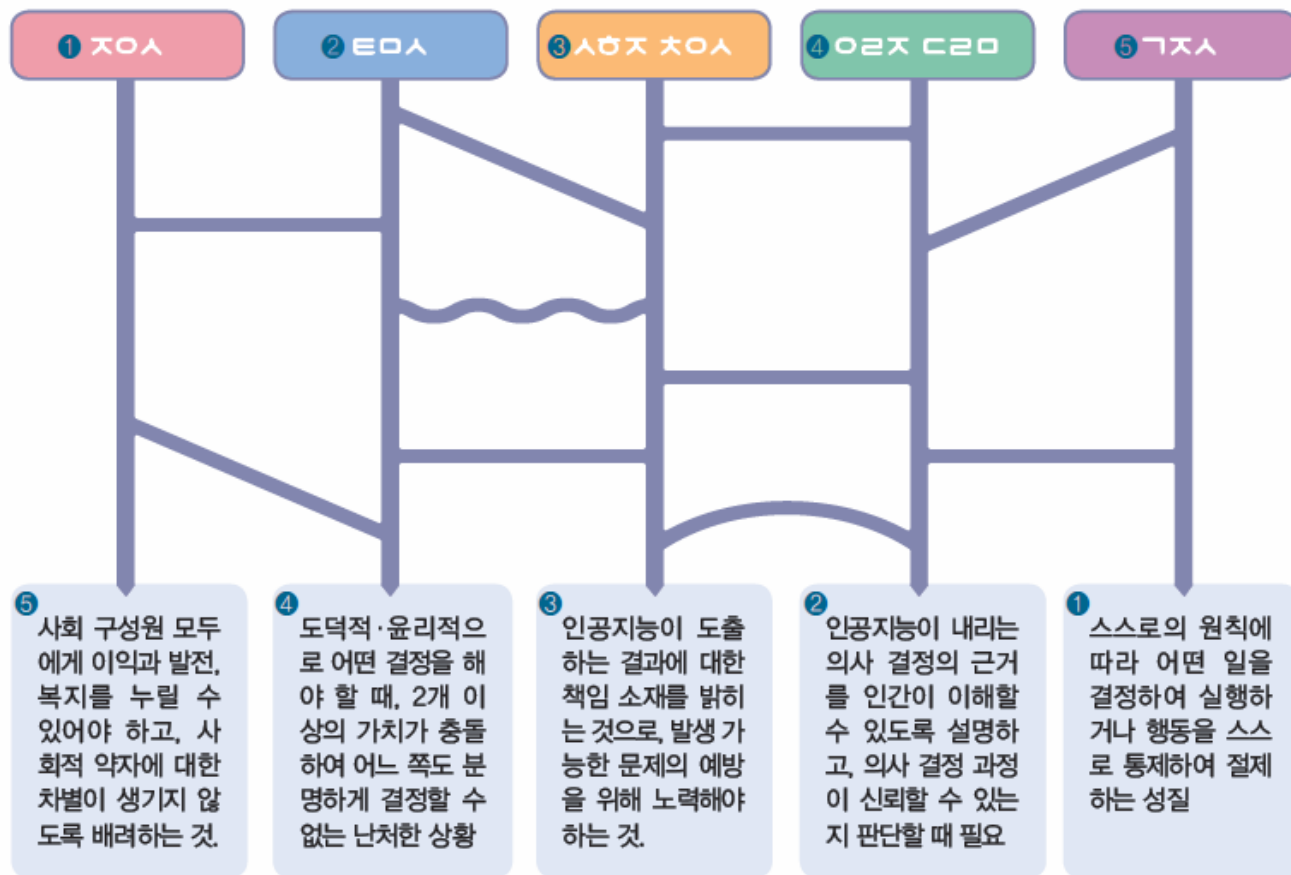 ❶ ㅈㅇㅅ
❷ ㅌㅁㅅ
❸ ㅅㅎㅈ ㅊㅇㅅ
❹ ㅇㄹㅈ ㄷㄹㅁ
❺ ㄱㅈㅅ
❺
사회 구성원 모두
에게 이익과 발전,
복지를 누릴 수
있어야 하고, 사
회적 약자에 대한
차별이 생기지 않
도록 배려하는 것.
❹
도덕적·윤리적으
로 어떤 결정을 해
야 할 때, 2개 이
상의 가치가 충돌
하여 어느 쪽도 분
명하게 결정할 수
없는 난처한 상황
❸
인공지능이 도출
하는 결과에 대한
책임 소재를 밝히
는 것으로, 발생 가
능한 문제의 예방
을 위해 노력해야
하는 것.
❷
인공지능이 내리는
의사 결정의 근거
를 인간이 이해할
수 있도록 설명하
고, 의사 결정 과정
이 신뢰할 수 있는
지 판단할 때 필요
❶
스스로의 원칙에
따라 어떤 일을
결정하여 실행하
거나 행동을 스스
로 통제하여 절제
하는 성질